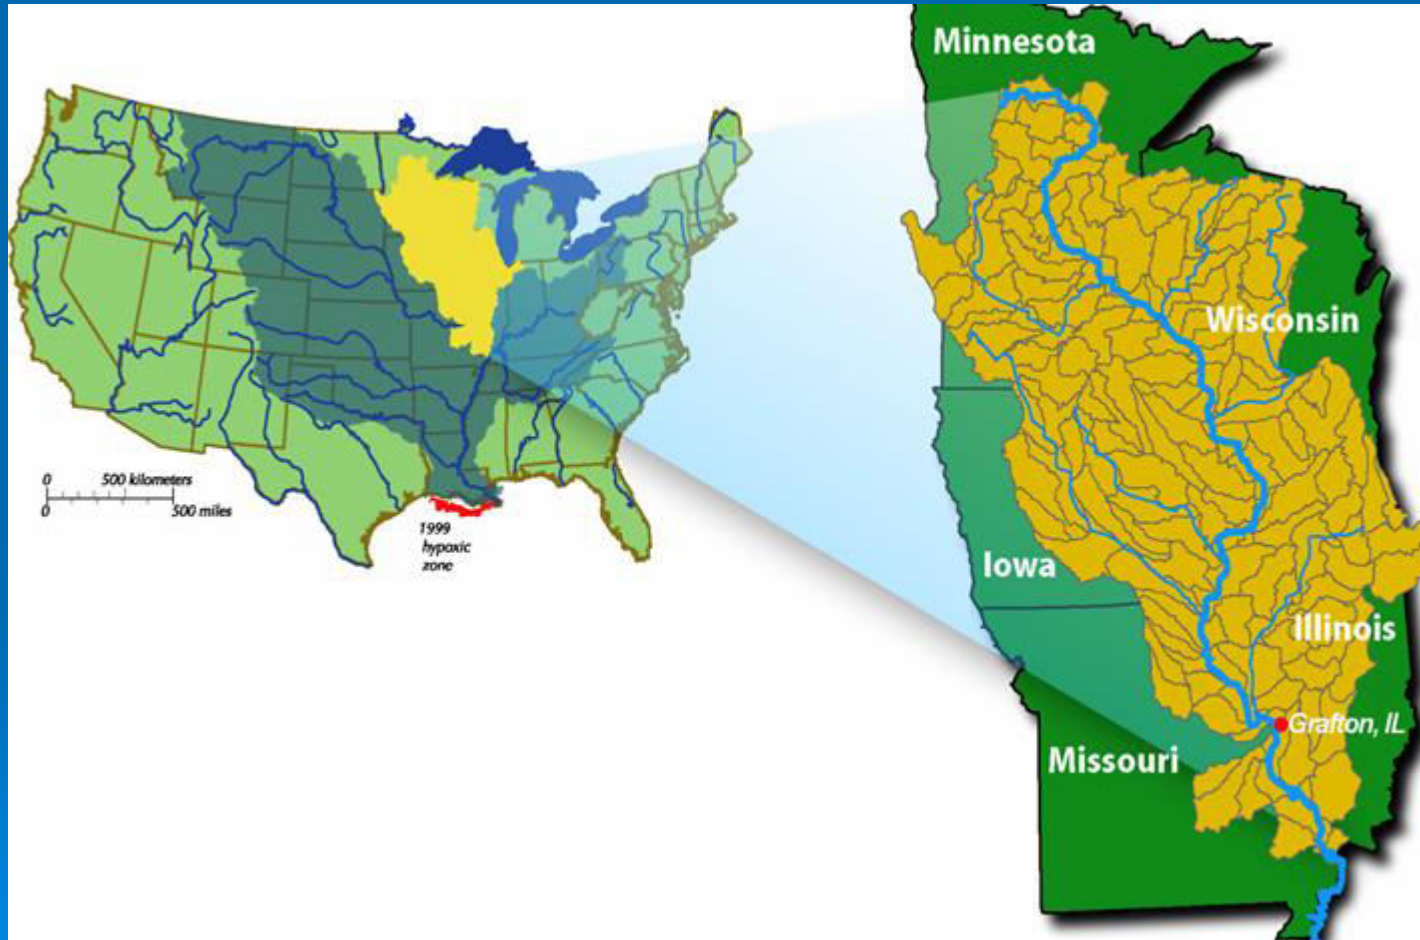 Minnesota
Wisconsin
Iowa
Illinois
Grafton, IL
Missouri
0 500 kilometers
0 500 miles
1999
hypoxic
zone